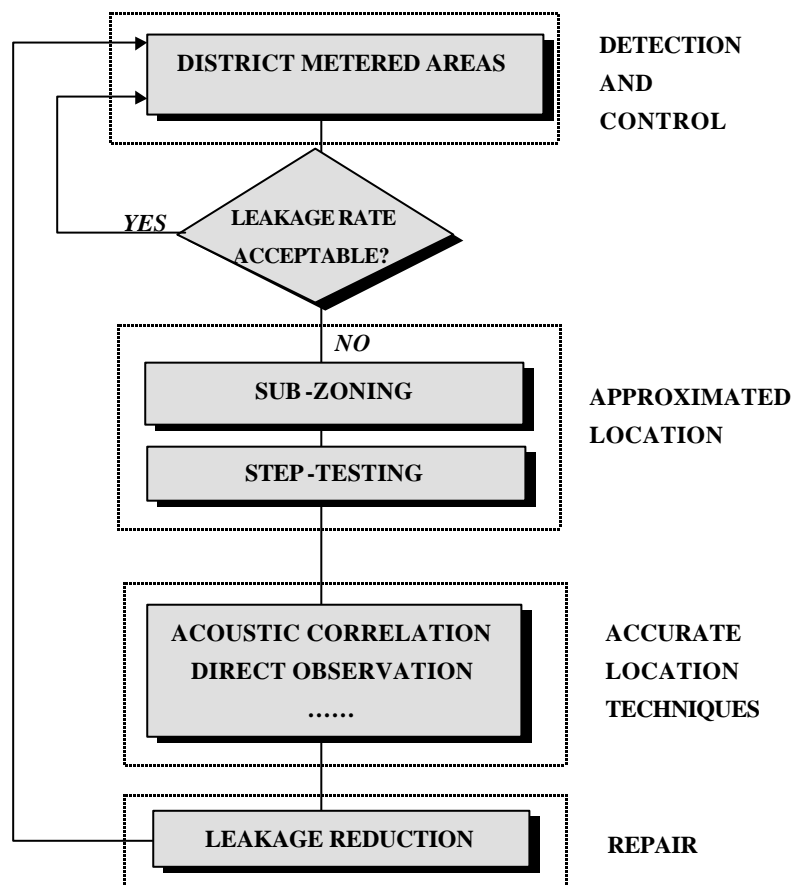 DISTRICT METERED AREAS
DETECTION
AND
CONTROL
YES
LEAKAGE RATE
ACCEPTABLE?
NO
SUB-ZONING
STEP-TESTING
APPROXIMATED
LOCATION
ACOUSTIC CORRELATION
DIRECT OBSERVATION
......
ACCURATE
LOCATION
TECHNIQUES
LEAKAGE REDUCTION
REPAIR